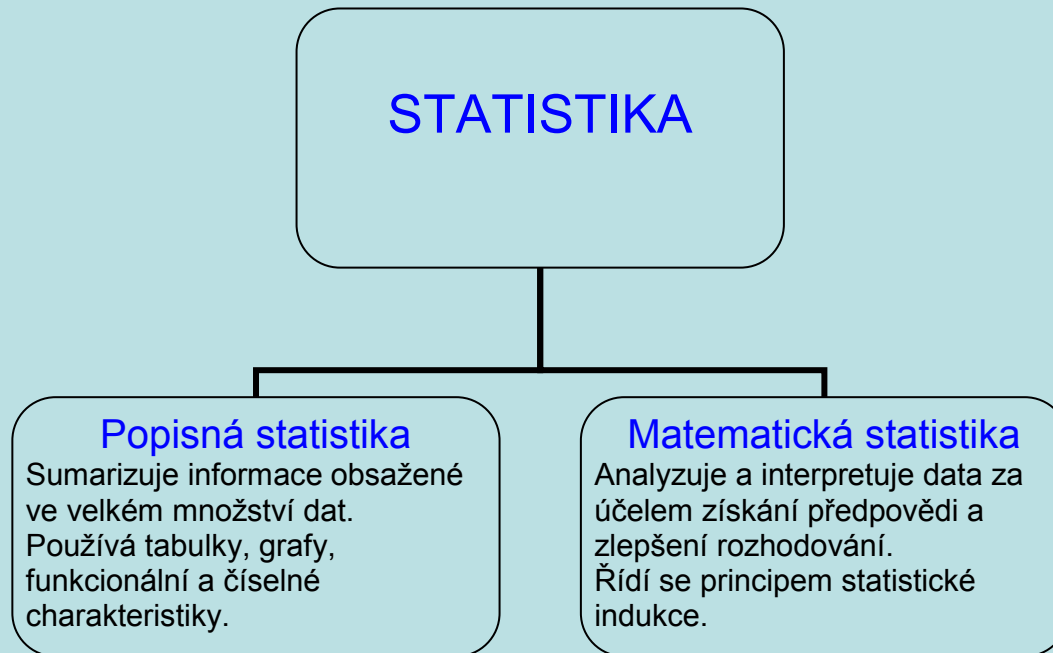 STATISTIKA
Popisná statistika
Sumarizuje informace obsažené
ve velkém množství dat.
Používá tabulky, grafy,
funkcionální a číselné
charakteristiky.
Matematická statistika
Analyzuje a interpretuje data za
účelem získání předpovědi a
zlepšení rozhodování.
Řídí se principem statistické
indukce.